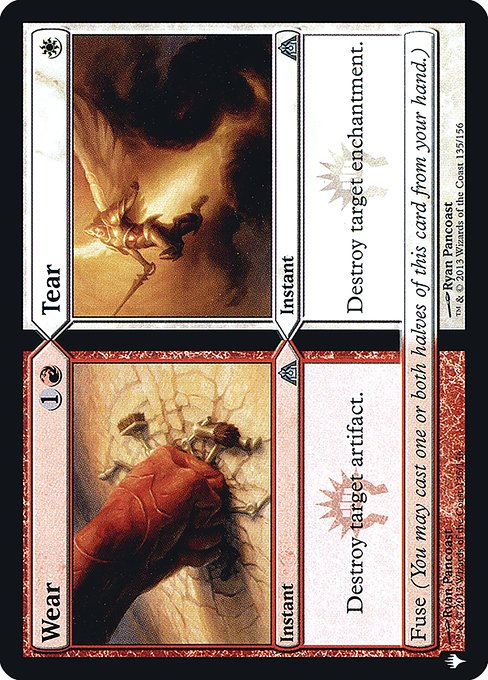 Wear
1
Instant
Destroy target artifact.
Tear
Instant
Destroy target enchantment.
Fuse (You may cast one or both halves of this card from your hand.)
Ryan Pancoast
™ & © 2013 Wizards of the Coast 135/156
Ryan Pancoast